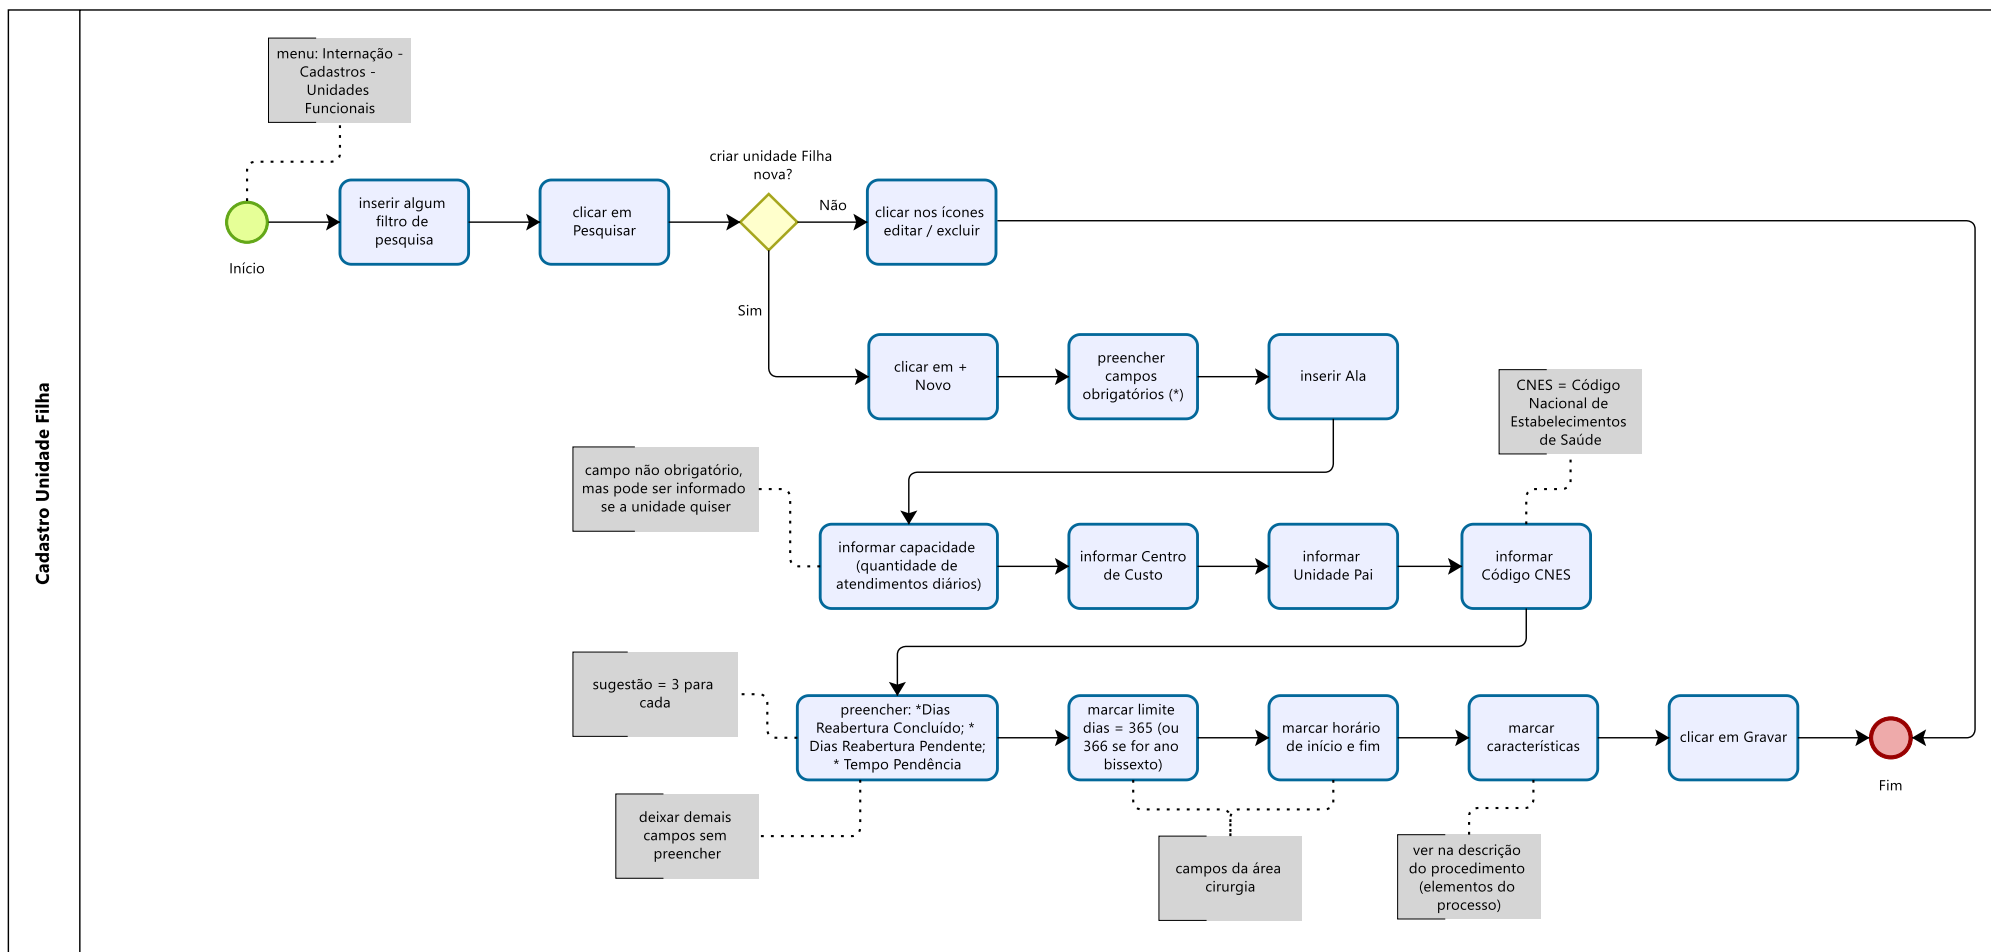 Cadastro Unidade Filha
menu: Internação -
Cadastros -
Unidades
Funcionais
Início
inserir algum
filtro de
pesquisa
clicar em
Pesquisar
criar unidade Filha
nova?
Não
clicar nos ícones
editar / excluir
Sim
clicar em +
Novo
preencher
campos
obrigatórios (*)
inserir Ala
CNES = Código
Nacional de
Estabelecimentos
de Saúde
campo não obrigatório,
mas pode ser informado
se a unidade quiser
informar capacidade
(quantidade de
atendimentos diários)
informar Centro
de Custo
informar
Unidade Pai
informar
Código CNES
sugestão = 3 para
cada
preencher: *Dias
Reabertura Concluído; *
Dias Reabertura Pendente;
* Tempo Pendência
marcar limite
dias = 365 (ou
366 se for ano
bissexto)
marcar horário
de início e fim
marcar
características
clicar em Gravar
Fim
deixar demais
campos sem
preencher
campos da área
cirurgia
ver na descrição
do procedimento
(elementos do
processo)